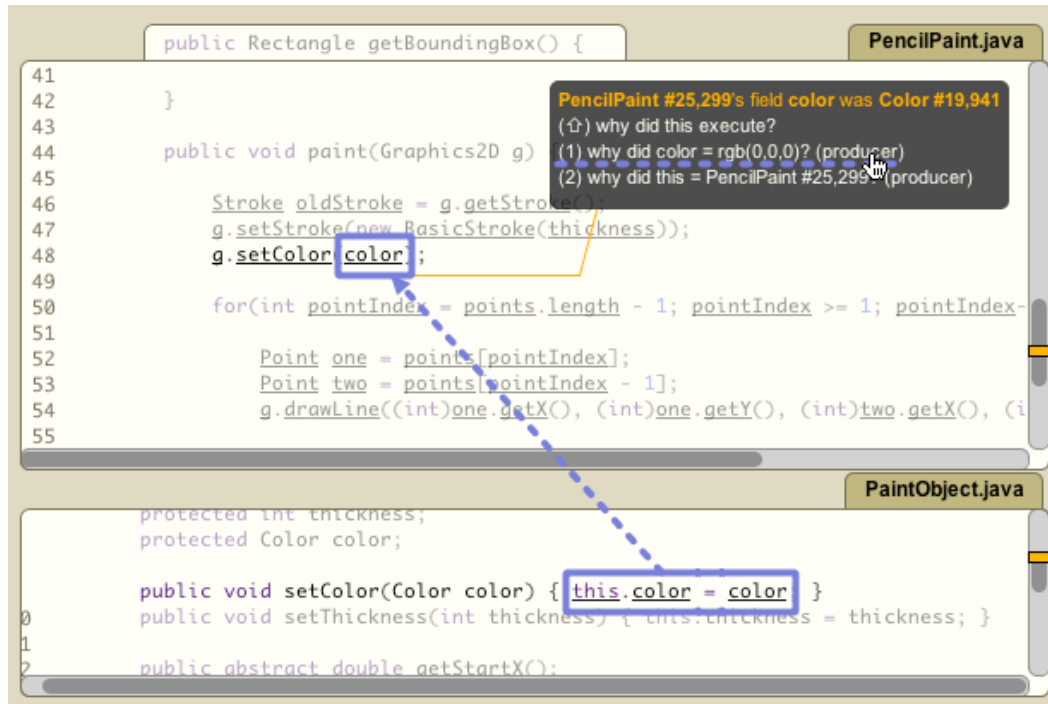 public Rectangle getBoundingBox() {
PencilPaint.java
41
42 }
43
44 public void paint(Graphics2D g)
45
46 Stroke oldStroke = g.getStroke();
47 g.setStroke(new BasicStroke(thickness));
48 g.setColor(color);
49
50 for(int pointIndex = points.length - 1; pointIndex >= 1; pointIndex-
51
52 Point one = points[pointIndex];
53 Point two = points[pointIndex - 1];
54 g.drawLine((int)one.getX(), (int)one.getY(), (int)two.getX(), (i
55
PencilPaint #25,299's field color was Color #19,941
(⇧) why did this execute?
(1) why did color = rgb(0,0,0)? (producer)
(2) why did this = PencilPaint #25,299? (producer)
PaintObject.java
protected int thickness;
protected Color color;
public void setColor(Color color) { this.color = color; }
0 public void setThickness(int thickness) { this.thickness = thickness; }
1
2 public abstract double getStartX();